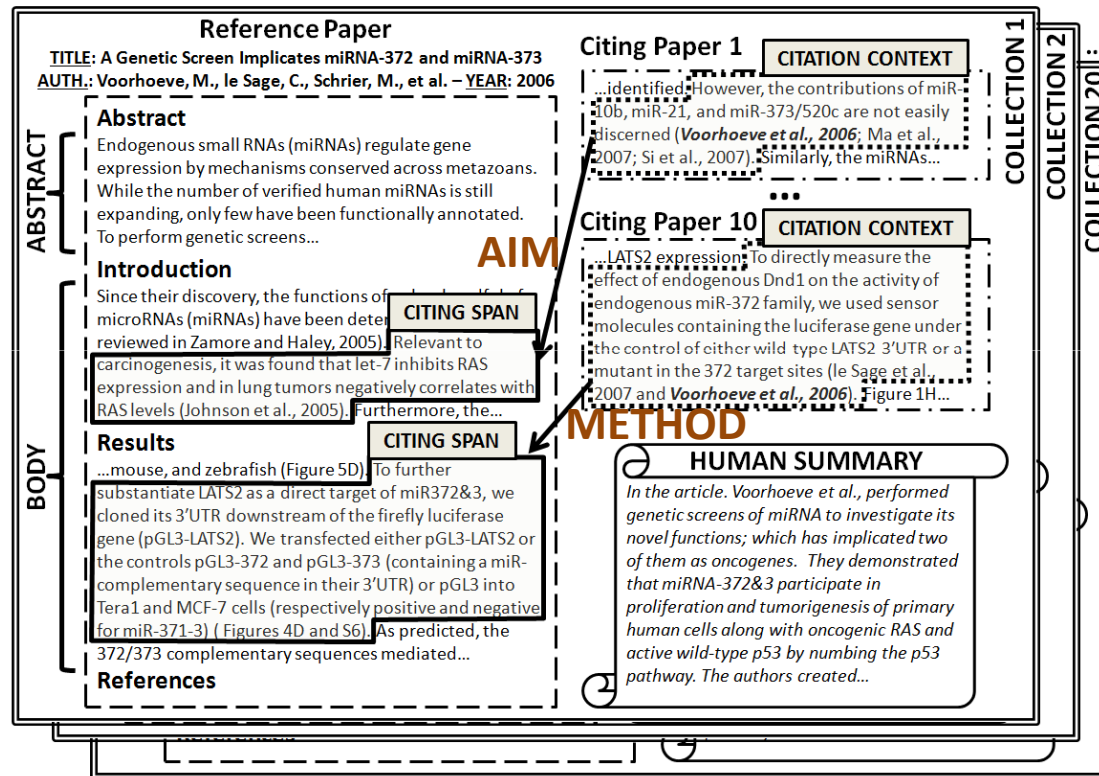 Reference Paper
TITLE: A Genetic Screen Implicates miRNA-372 and miRNA-373
AUTH.: Voorhoeve, M., le Sage, C., Schrier, M., et al. – YEAR: 2006
ABSTRACT
Abstract
Endogenous small RNAs (miRNAs) regulate gene
expression by mechanisms conserved across metazoans.
While the number of verified human miRNAs is still
expanding, only few have been functionally annotated.
To perform genetic screens…
AIM
BODY
Introduction
Since their discovery, the functions of
microRNAs (miRNAs) have been deter
reviewed in Zamore and Haley, 2005). Relevant to
carcinogenesis, it was found that let-7 inhibits RAS
expression and in lung tumors negatively correlates with
RAS levels (Johnson et al., 2005). Furthermore, the…
CITING SPAN
Results
CITING SPAN
…mouse, and zebrafish (Figure 5D). To further
substantiate LATS2 as a direct target of miR372&3, we
cloned its 3’UTR downstream of the firefly luciferase
gene (pGL3-LATS2). We transfected either pGL3-LATS2 or
the controls pGL3-372 and pGL3-373 (containing a miR-
complementary sequence in their 3’UTR) or pGL3 into
Tera1 and MCF-7 cells (respectively positive and negative
for miR-371-3) ( Figures 4D and S6). As predicted, the
372/373 complementary sequences mediated…
References
Citing Paper 1
CITATION CONTEXT
…identified. However, the contributions of miR-
10b, miR-21, and miR-373/520c are not easily
discerned (Voorhoeve et al., 2006; Ma et al.,
2007; Si et al., 2007). Similarly, the miRNAs…
…
Citing Paper 10
CITATION CONTEXT
…LATS2 expression. To directly measure the
effect of endogenous Dnd1 on the activity of
endogenous miR-372 family, we used sensor
molecules containing the luciferase gene under
the control of either wild type LATS2 3’UTR or a
mutant in the 372 target sites (le Sage et al.,
2007 and Voorhoeve et al., 2006). Figure 1H…
METHOD
HUMAN SUMMARY
In the article. Voorhoeve et al., performed
genetic screens of miRNA to investigate its
novel functions; which has implicated two
of them as oncogenes. They demonstrated
that miRNA-372&3 participate in
proliferation and tumorigenesis of primary
human cells along with oncogenic RAS and
active wild-type p53 by numbing the p53
pathway. The authors created…
COLLECTION 1
COLLECTION 2